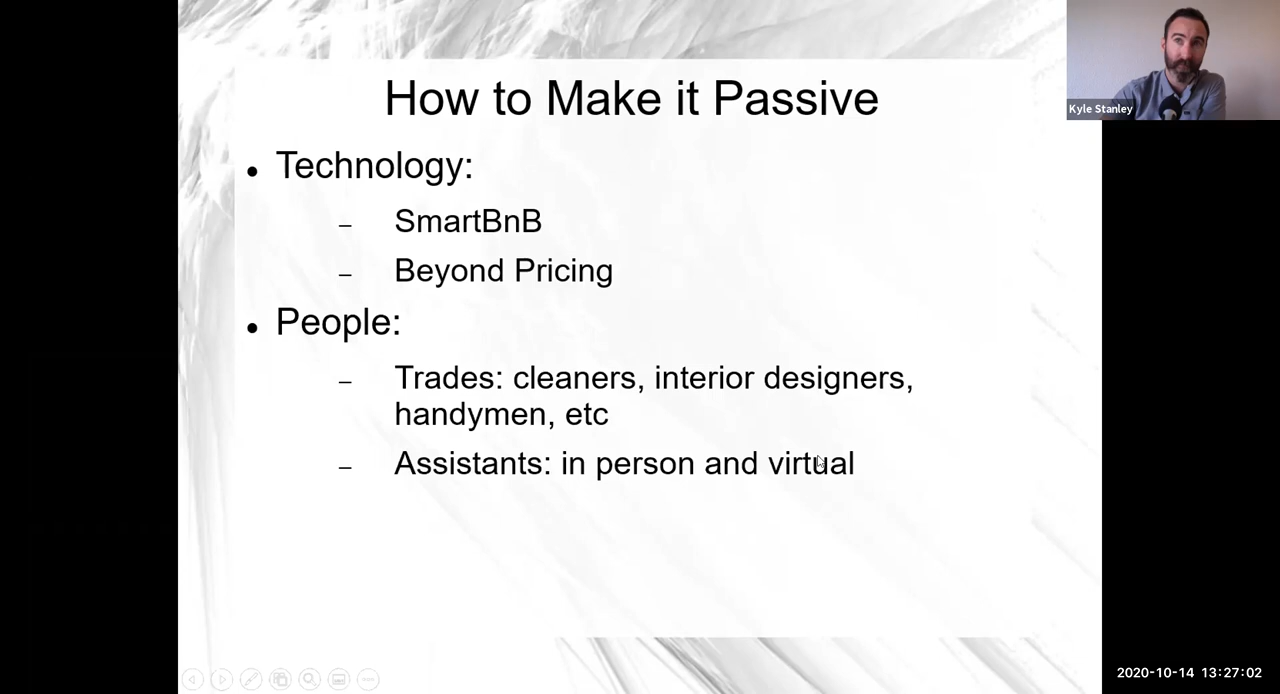 How to Make it Passive
Kyle Stanley
• Technology:
– SmartBnB
– Beyond Pricing
• People:
– Trades: cleaners, interior designers,
handymen, etc
– Assistants: in person and virtual
2020-10-14 13:27:02